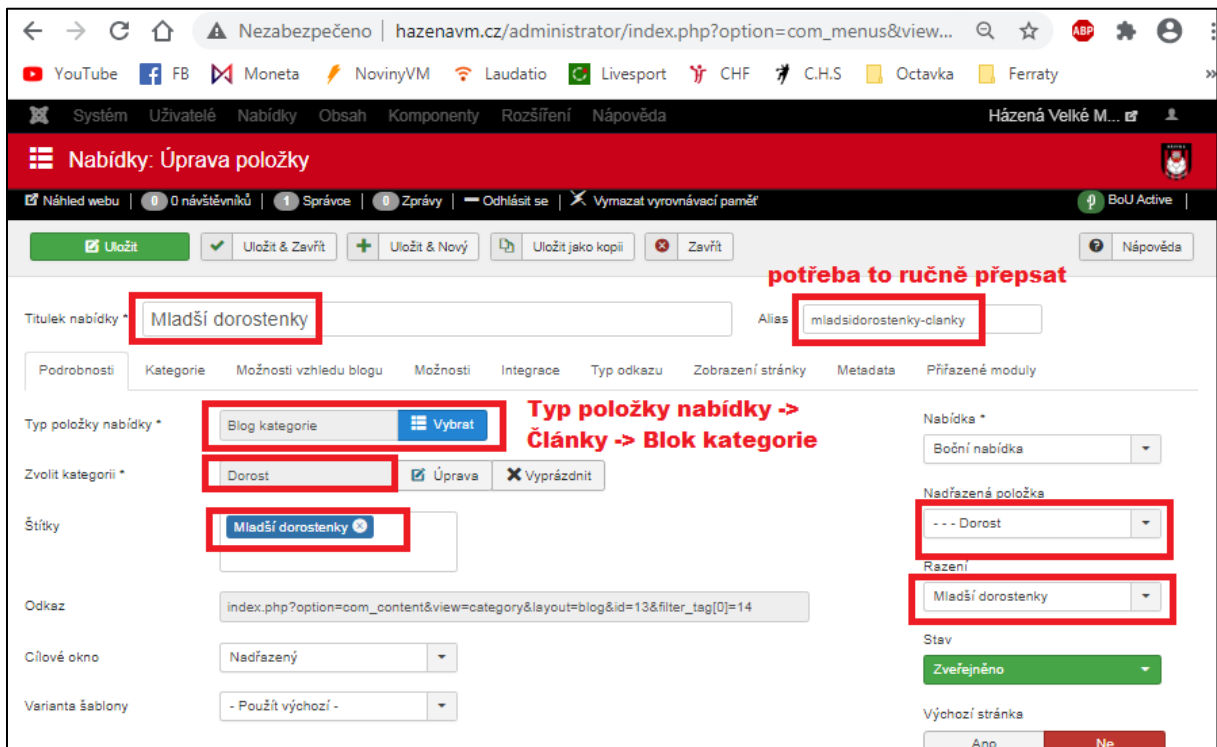 Nezabezpečeno | hazenavm.cz/administrator/index.php?option=com_menus&view...
ABP
YouTube FB Moneta NovinyVM Laudatio Livesport CHF C.H.S Octavka Ferraty »
Systém Uživatelé Nabídky Obsah Komponenty Rozšíření Nápověda Házená Velké M...
Nabídky: Úprava položky
Náhled webu | 0 0 návštěvníků | 1 Správce | 0 Zprávy | Odhlásit se | Vymazat vyrovnávací paměť BoU Active |
Uložit Uložit & Zavřít Uložit & Nový Uložit jako kopii Zavřít Nápověda
potřeba to ručně přepsat
Titulek nabídky * Mladší dorostenky Alias mladsidorostenky-clanky
Podrobnosti Kategorie Možnosti vzhledu blogu Možnosti Integrace Typ odkazu Zobrazení stránky Metadata Přiřazené moduly
Typ položky nabídky * Blog kategorie Vybrat
Typ položky nabídky ->
Články -> Blok kategorie
Nabídka *
Boční nabídka
Zvolit kategorii * Dorost Úprava Vyprázdnit
Nadřazená položka
- - - Dorost
Štítky Mladší dorostenky
Razení
Mladší dorostenky
Odkaz index.php?option=com_content&view=category&layout=blog&id=13&filter_tag[0]=14
Stav
Zveřejněno
Cílové okno Nadřazený
Varianta šablony - Použít výchozí -
Výchozí stránka
Ano Ne